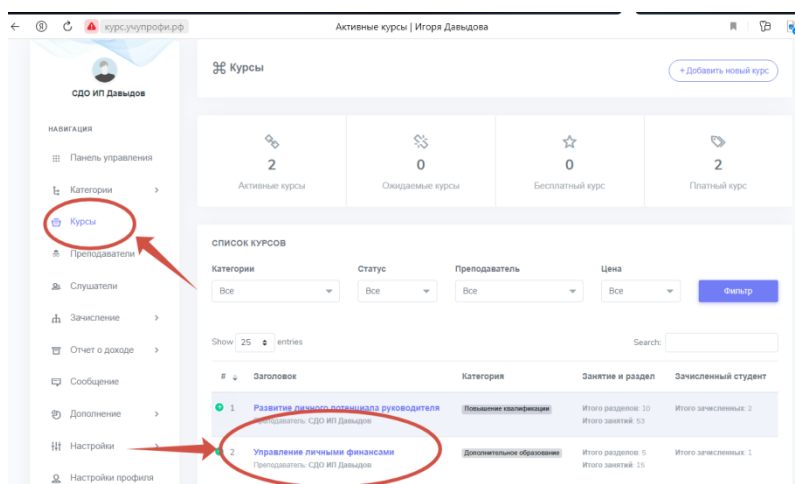 курс.учупрофи.рф
Активные курсы | Игоря Давыдова
СДО ИП Давыдов
НАВИГАЦИЯ
Панель управления
Категории
Курсы
Преподаватели
Слушатели
Зачисление
Отчет о доходе
Сообщение
Дополнение
Настройки
Настройки профиля
Курсы
+ Добавить новый курс
2
Активные курсы
0
Ожидаемые курсы
0
Бесплатный курс
2
Платный курс
СПИСОК КУРСОВ
Категории Статус Преподаватель Цена
Все Все Все Все Фильтр
Show 25 entries Search:
# Заголовок Категория Занятие и раздел Зачисленный студент
1 Развитие личного потенциала руководителя Повышение квалификации Итого разделов: 10 Итого зачисленных: 2
Преподаватель: СДО ИП Давыдов Итого занятий: 53
2 Управление личными финансами Дополнительное образование Итого разделов: 5 Итого зачисленных: 1
Преподаватель: СДО ИП Давыдов Итого занятий: 15